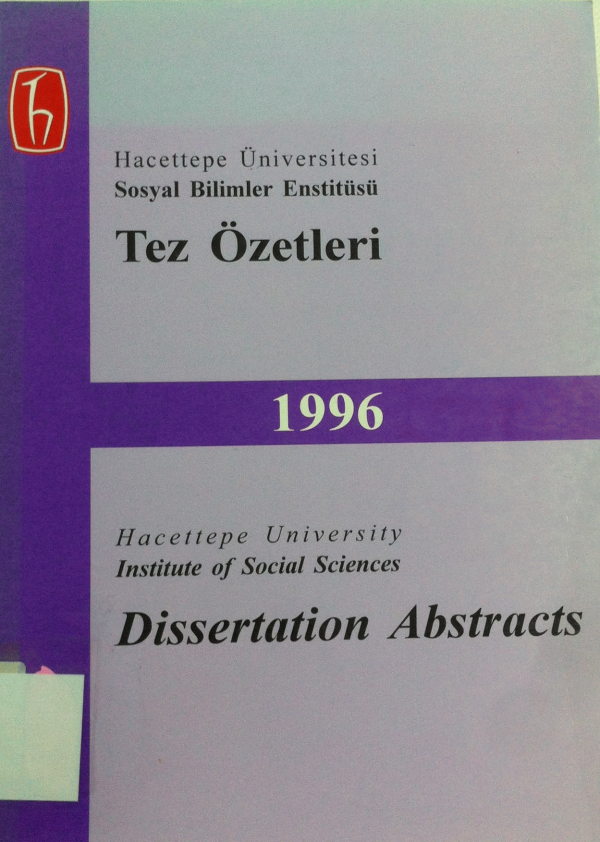 Hacettepe Üniversitesi
Sosyal Bilimler Enstitüsü
Tez Özetleri
1996
Hacettepe University
Institute of Social Sciences
Dissertation Abstracts